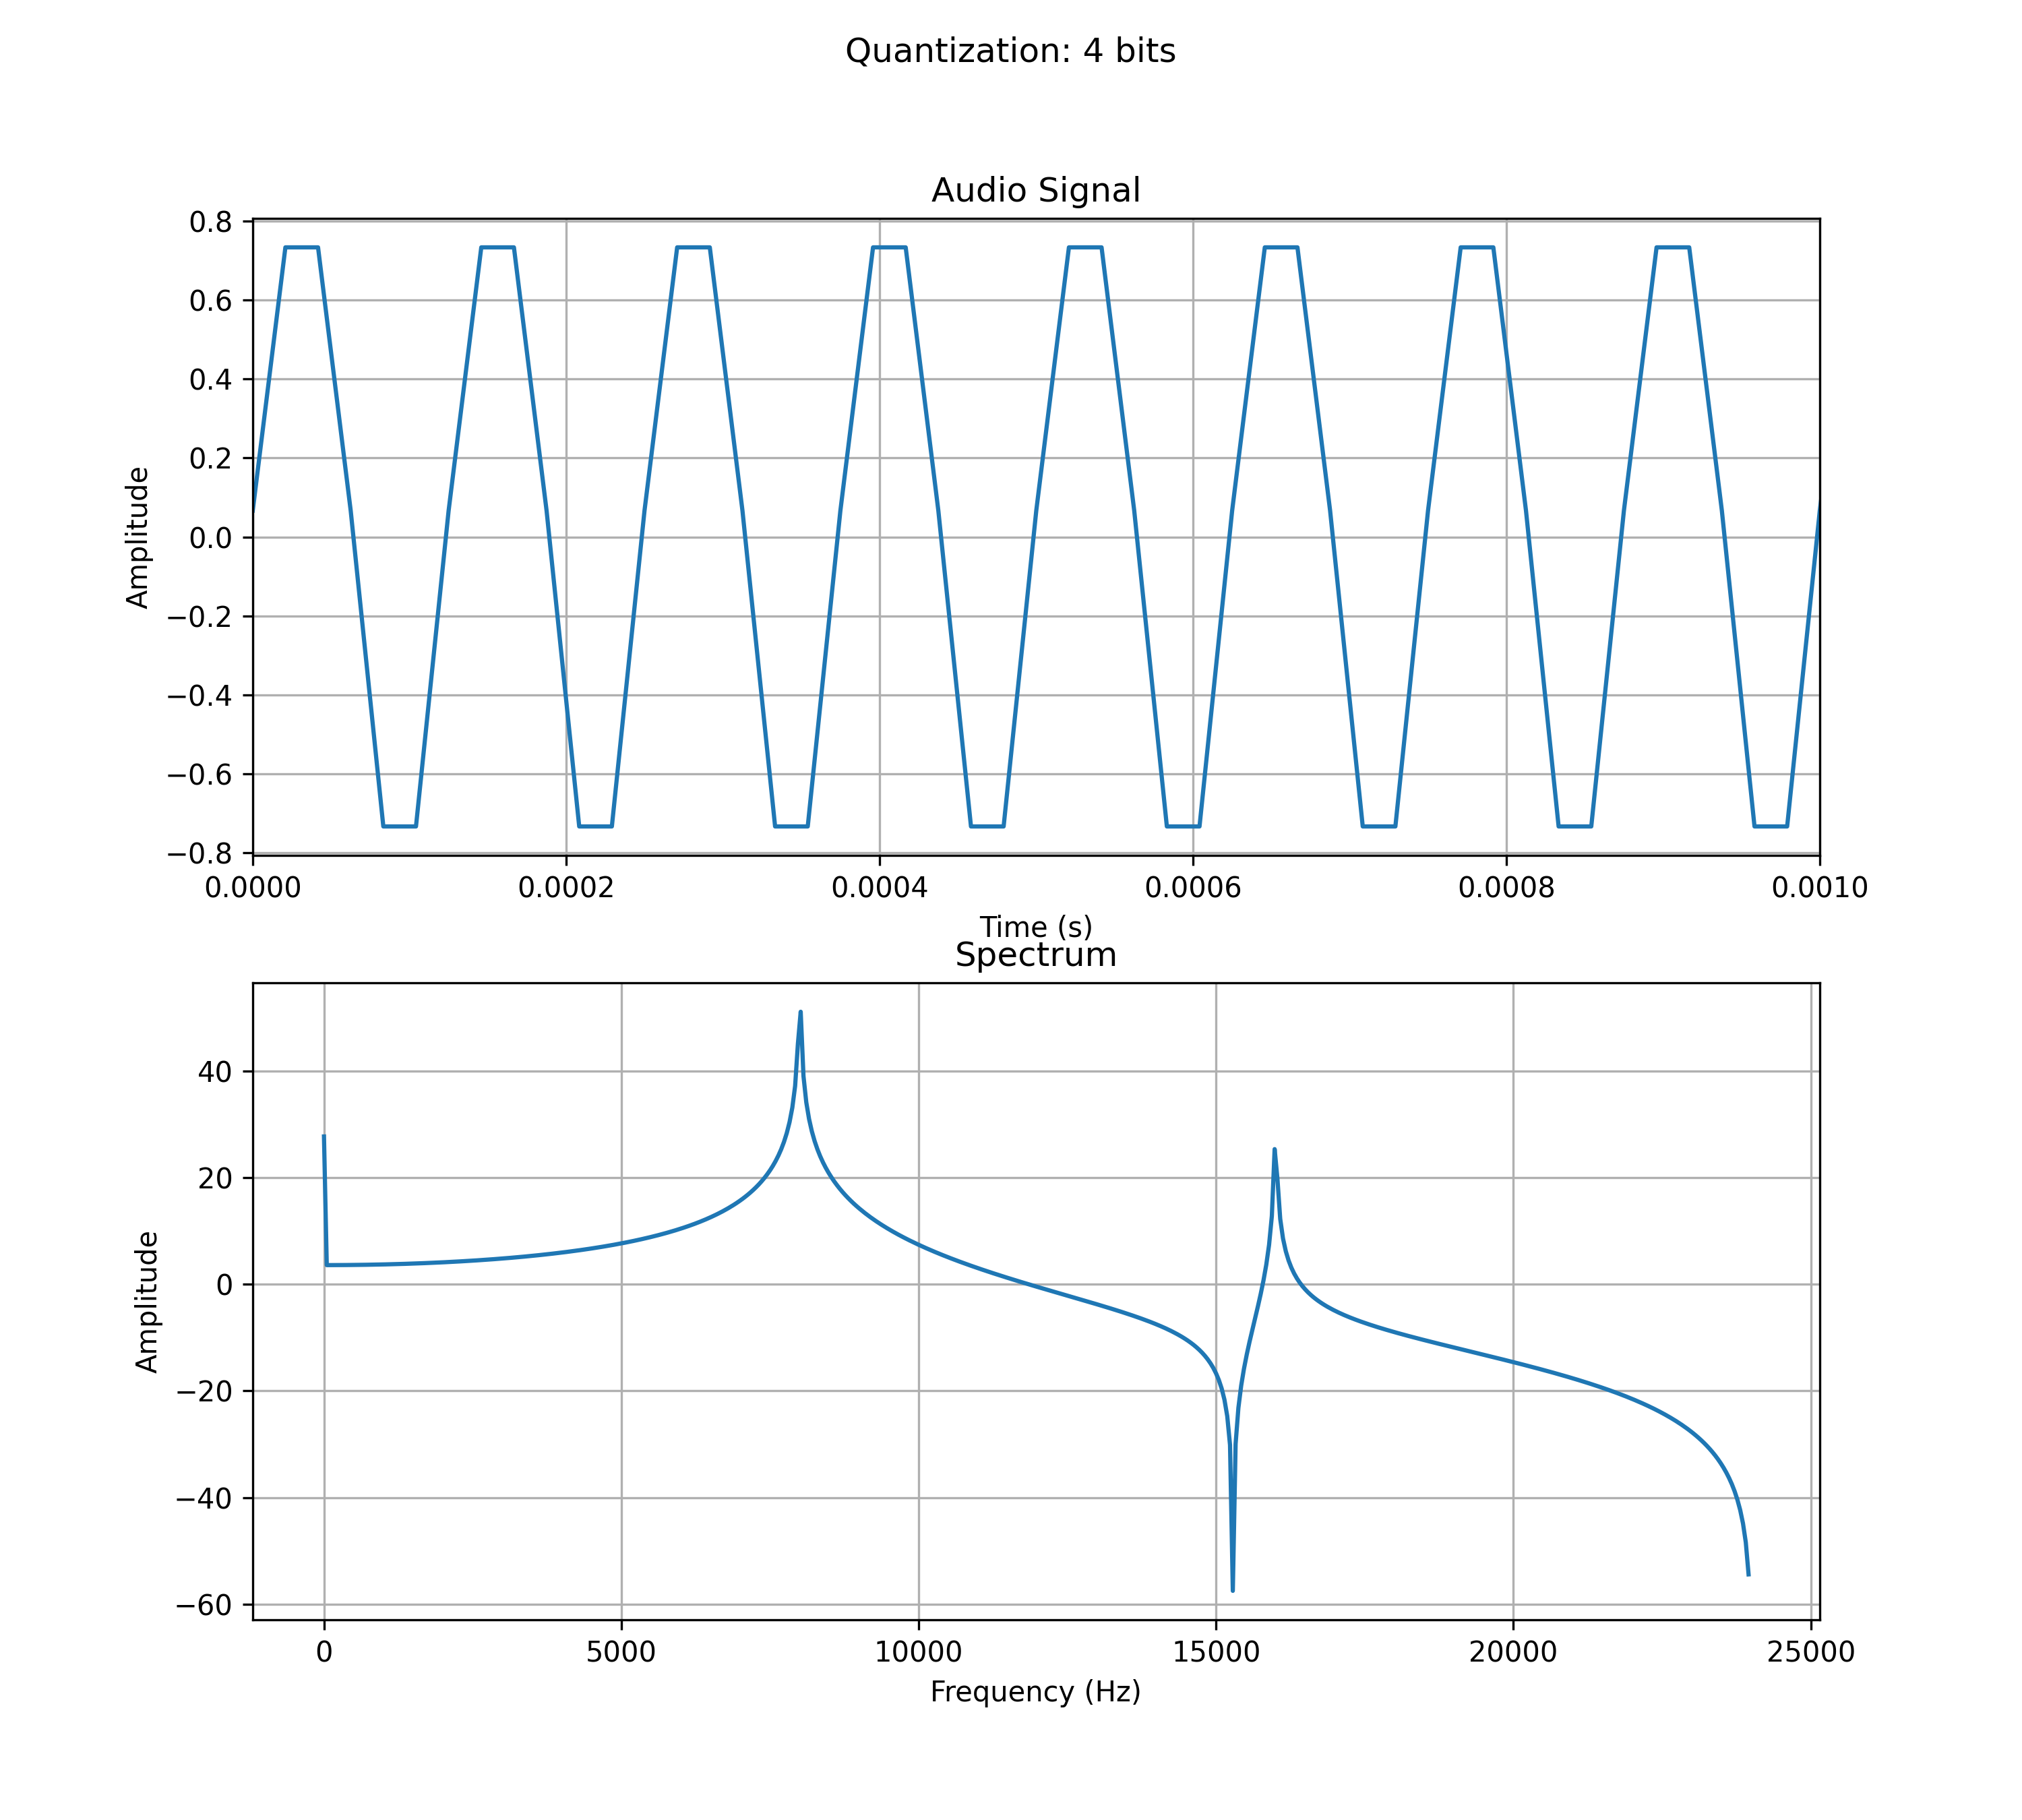 Quantization: 4 bits
Audio Signal
Amplitude
0.8
0.6
0.4
0.2
0.0
−0.2
−0.4
−0.6
−0.8
0.0000 0.0002 0.0004 0.0006 0.0008 0.0010
Time (s)
Spectrum
Amplitude
40
20
0
−20
−40
−60
0 5000 10000 15000 20000 25000
Frequency (Hz)